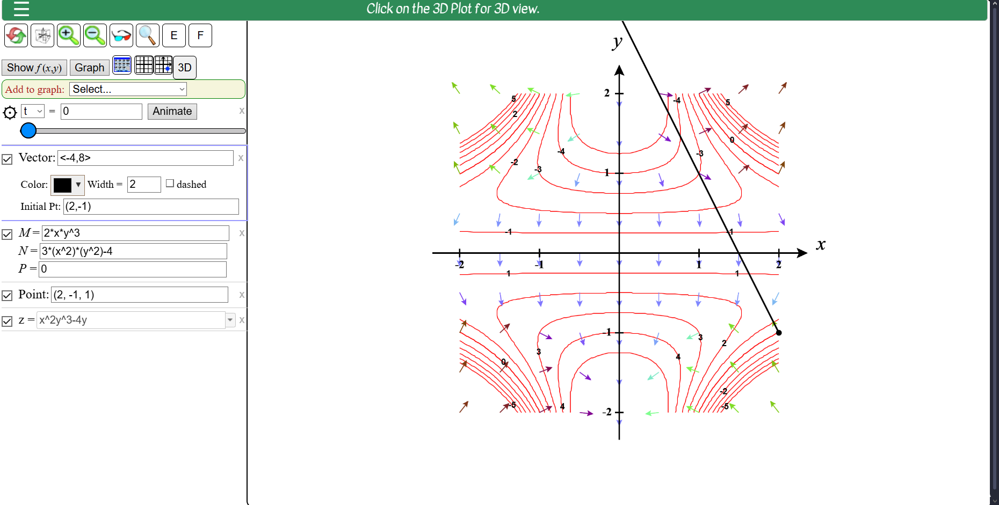 Click on the 3D Plot for 3D view.
E F
Show f (x,y) Graph 3D
Add to graph: Select...
t = 0 Animate x
Vector: <-4,8> x
Color: Width = 2 dashed
Initial Pt: (2,-1)
M = 2*x*y^3 x
N = 3*(x^2)*(y^2)-4
P = 0
Point: (2, -1, 1) x
z = x^2y^3-4y x
y
2
5 -4 5
2
0
-4 -3
-2
-3
1
-1 -1
x
-2 -1 1 2
1 1
-1
3
2
3
4
0
-2
-5 4 -5
-2